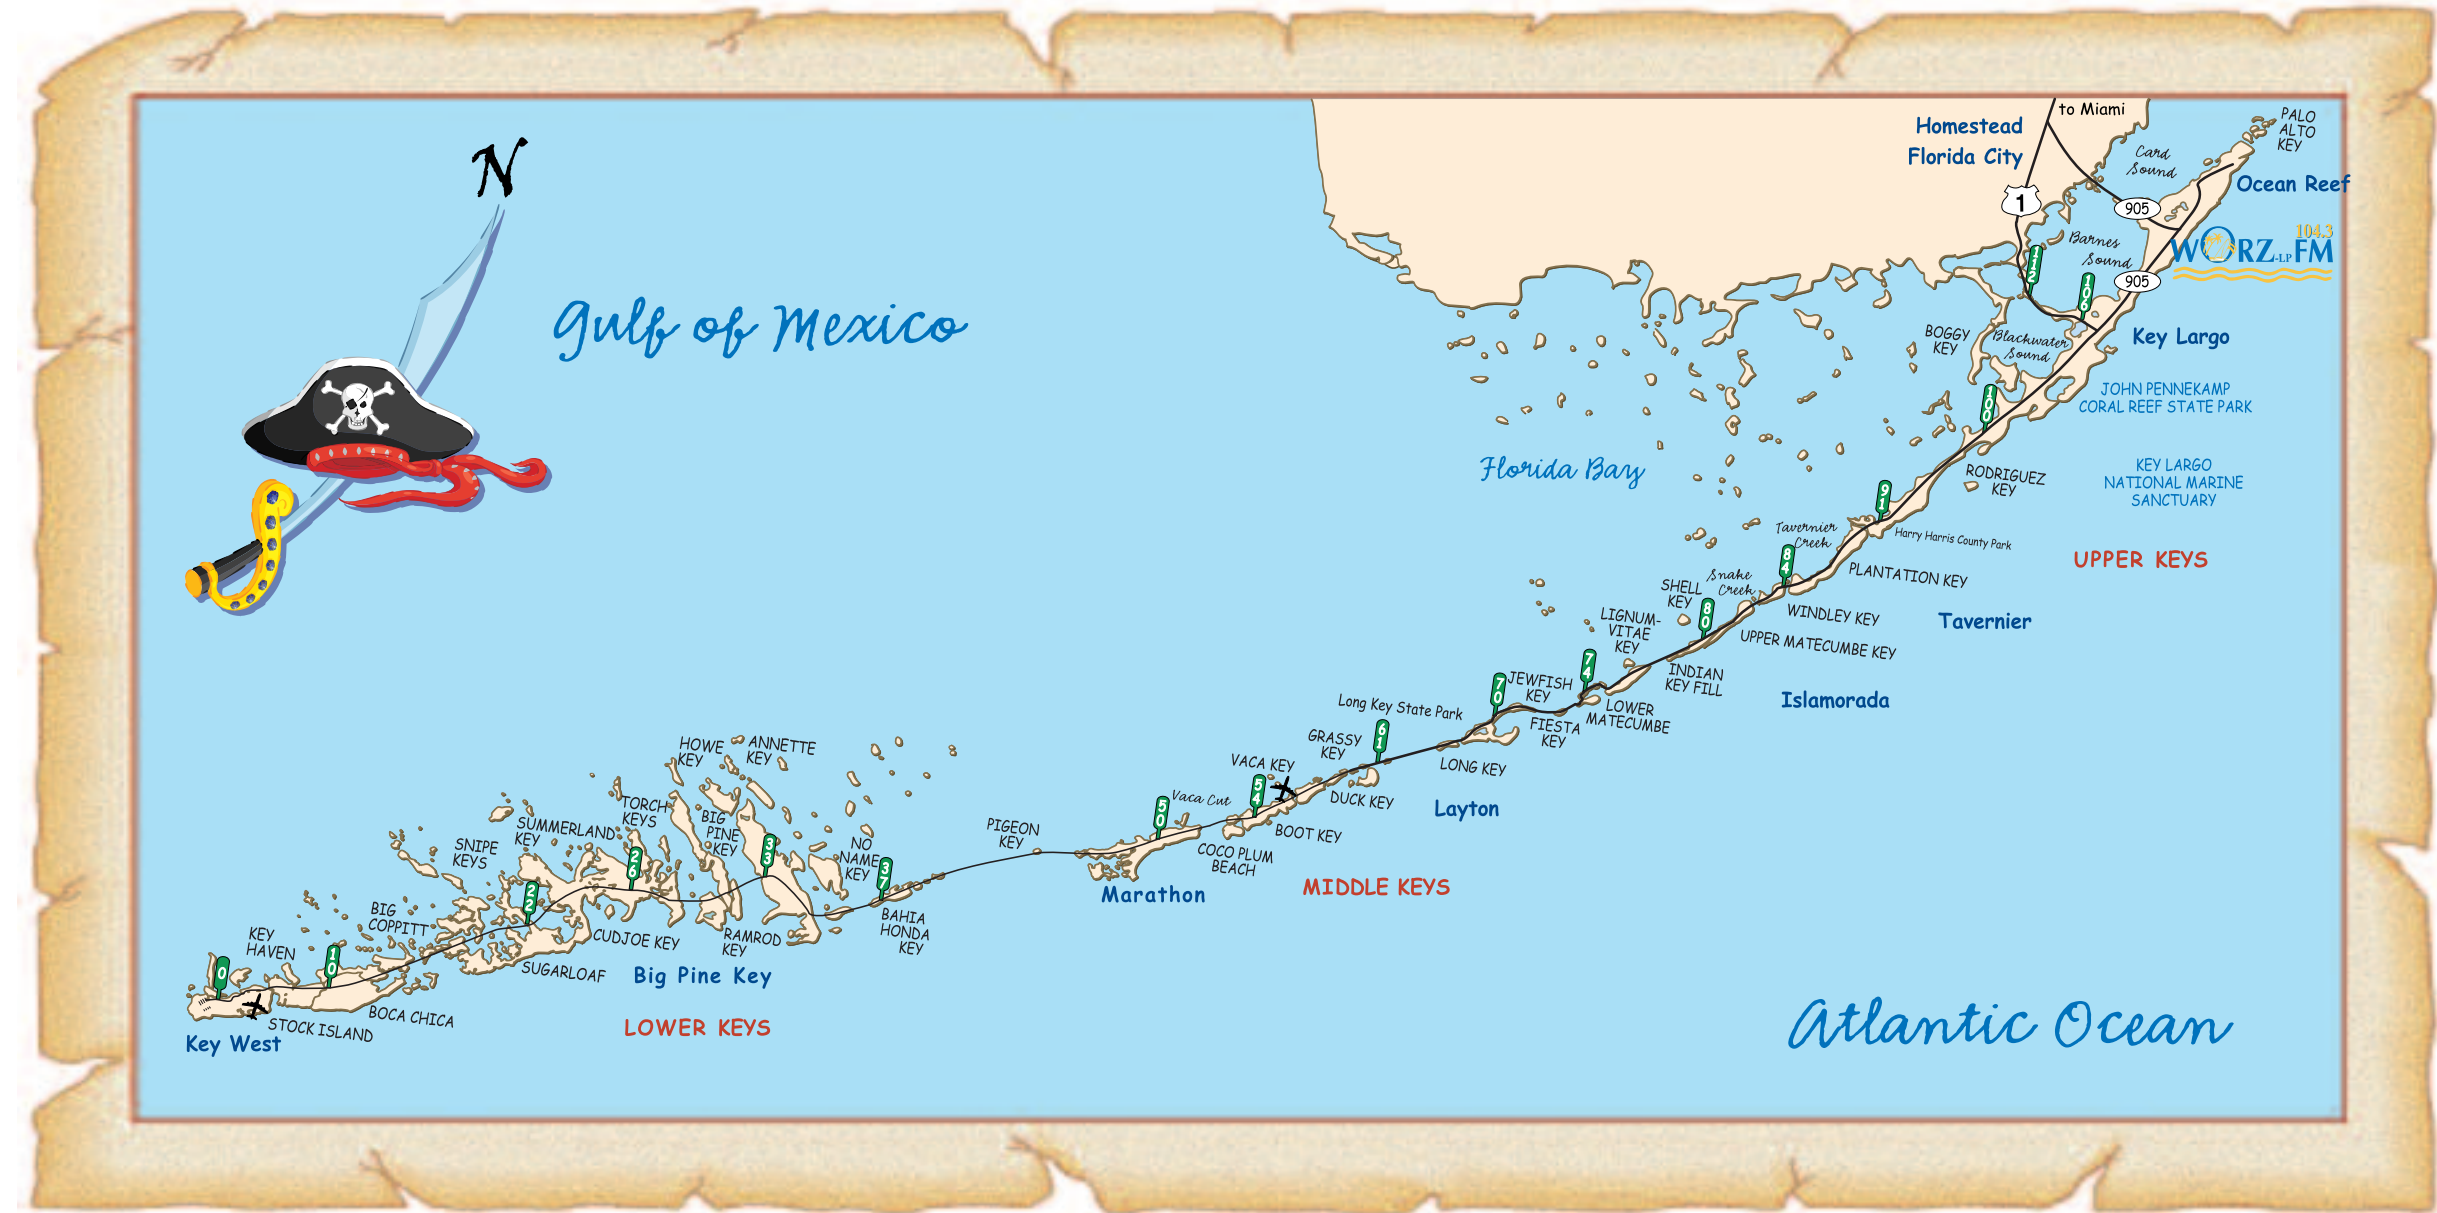 N
Gulf of Mexico
Homestead
Florida City
to Miami
1
Card
Sound
905
PALO
ALTO
KEY
Ocean Reef
104.3
WORZ-LP FM
Barnes
Sound
905
112
106
BOGGY
KEY
Blackwater
Sound
Key Largo
JOHN PENNEKAMP
CORAL REEF STATE PARK
100
Florida Bay
RODRIGUEZ
KEY
KEY LARGO
NATIONAL MARINE
SANCTUARY
91
Tavernier
Creek
Harry Harris County Park
UPPER KEYS
84
PLANTATION KEY
SHELL
KEY
Snake
Creek
80
WINDLEY KEY
Tavernier
LIGNUM-
VITAE
KEY
UPPER MATECUMBE KEY
INDIAN
KEY FILL
Islamorada
74
70
JEWFISH
KEY
LOWER
MATECUMBE
FIESTA
KEY
Long Key State Park
61
GRASSY
KEY
LONG KEY
Layton
VACA KEY
54
DUCK KEY
50
Vaca Cut
BOOT KEY
COCO PLUM
BEACH
PIGEON
KEY
Marathon
MIDDLE KEYS
HOWE
KEY
ANNETTE
KEY
TORCH
KEYS
BIG
PINE
KEY
SUMMERLAND
KEY
SNIPE
KEYS
33
26
22
NO
NAME
KEY
37
BAHIA
HONDA
KEY
RAMROD
KEY
CUDJOE KEY
SUGARLOAF
Big Pine Key
BIG
COPPITT
KEY
HAVEN
10
0
BOCA CHICA
STOCK ISLAND
Key West
LOWER KEYS
Atlantic Ocean